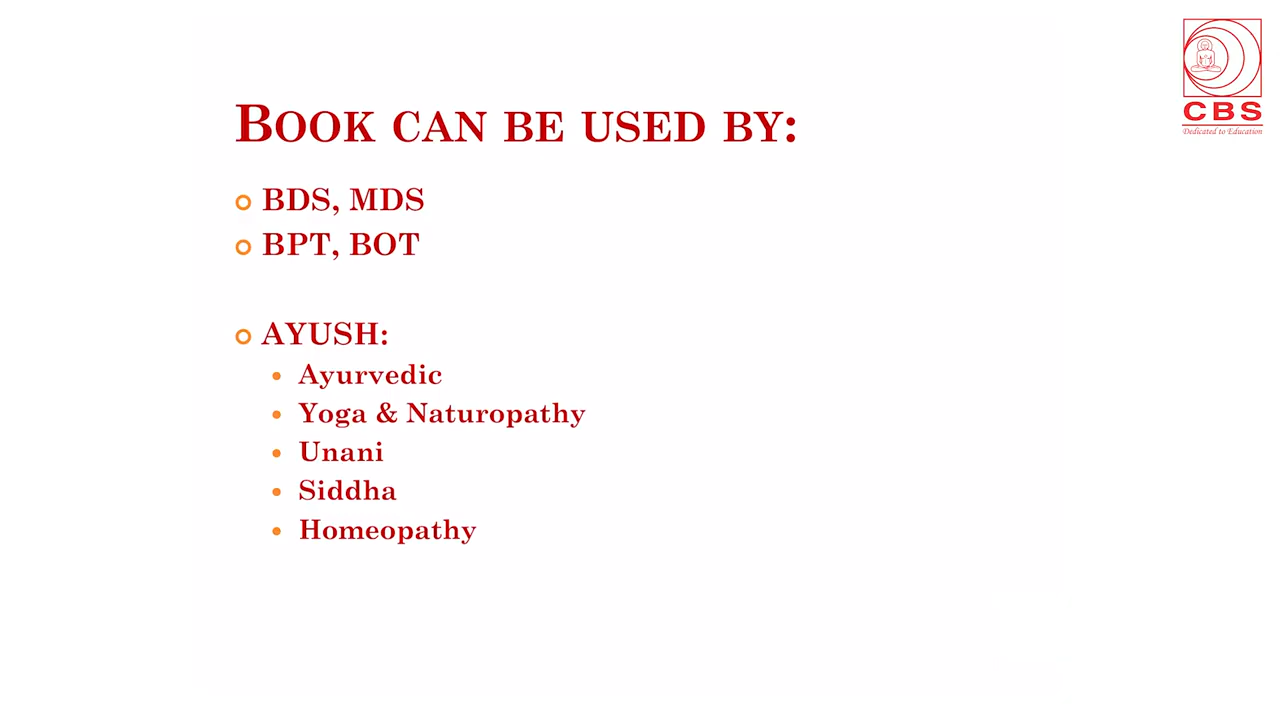 BOOK CAN BE USED BY:
BDS, MDS
BPT, BOT
AYUSH:
Ayurvedic
Yoga & Naturopathy
Unani
Siddha
Homeopathy
CBS
Dedicated to Education